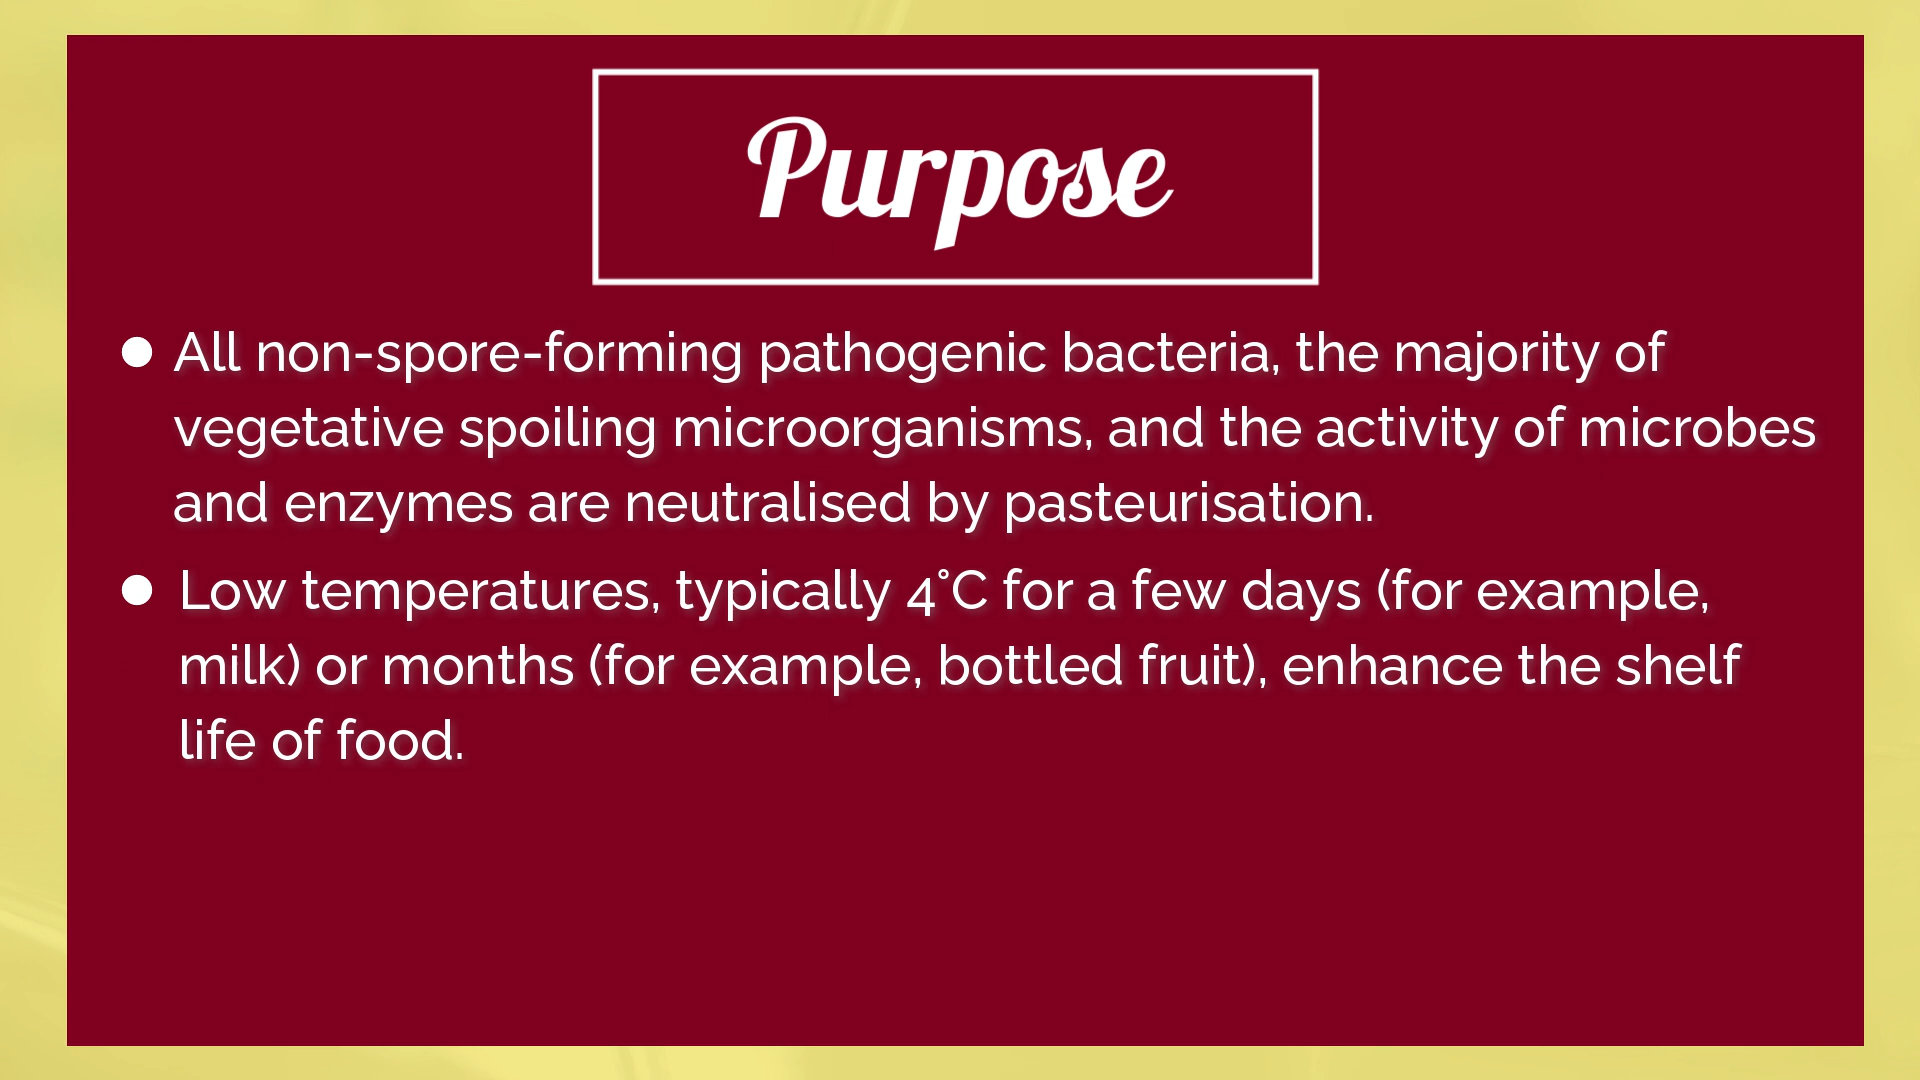 Purpose
● All non-spore-forming pathogenic bacteria, the majority of
vegetative spoiling microorganisms, and the activity of microbes
and enzymes are neutralised by pasteurisation.
● Low temperatures, typically 4°C for a few days (for example,
milk) or months (for example, bottled fruit), enhance the shelf
life of food.